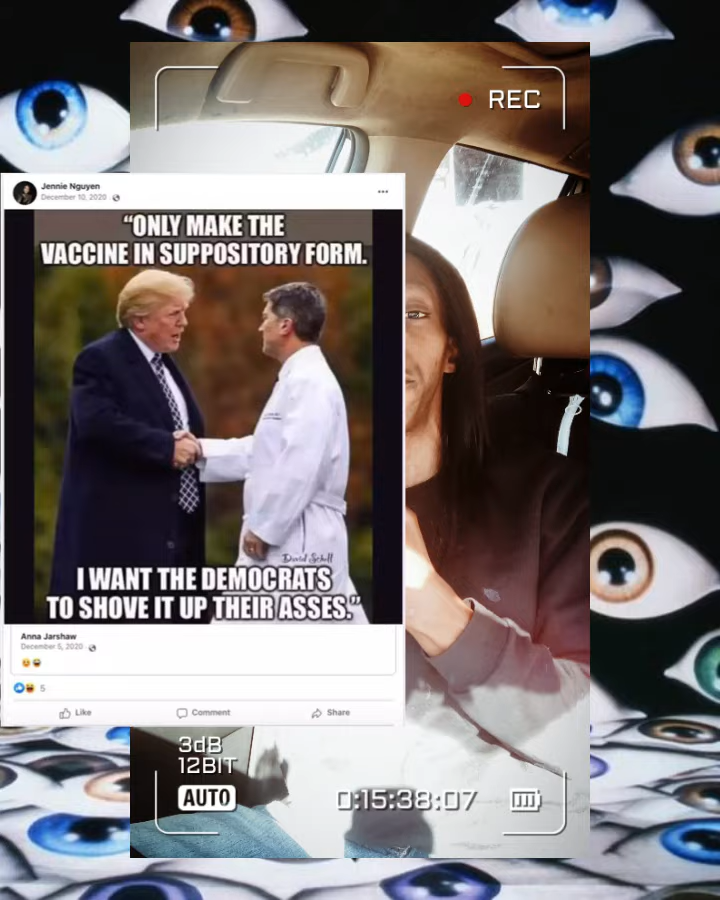 REC
Jennie Nguyen
December 10, 2020
“ONLY MAKE THE
VACCINE IN SUPPOSITORY FORM.
David Schell
I WANT THE DEMOCRATS
TO SHOVE IT UP THEIR ASSES.”
Anna Jarshaw
December 5, 2020
5
Like Comment Share
3dB
12BIT
AUTO
0:15:38:07